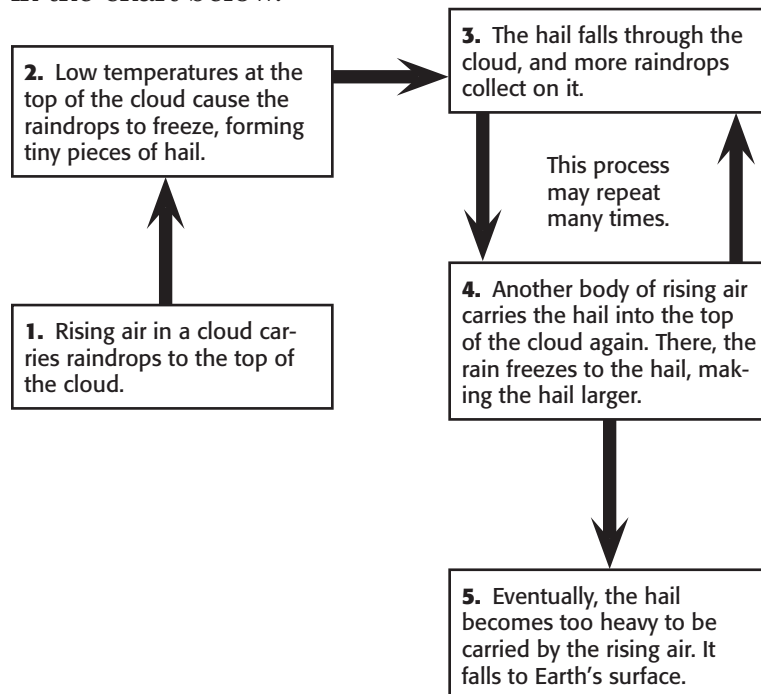 in the chart below.
1. Rising air in a cloud car-
ries raindrops to the top of
the cloud.
2. Low temperatures at the
top of the cloud cause the
raindrops to freeze, forming
tiny pieces of hail.
3. The hail falls through the
cloud, and more raindrops
collect on it.
This process
may repeat
many times.
4. Another body of rising air
carries the hail into the top
of the cloud again. There, the
rain freezes to the hail, mak-
ing the hail larger.
5. Eventually, the hail
becomes too heavy to be
carried by the rising air. It
falls to Earth’s surface.